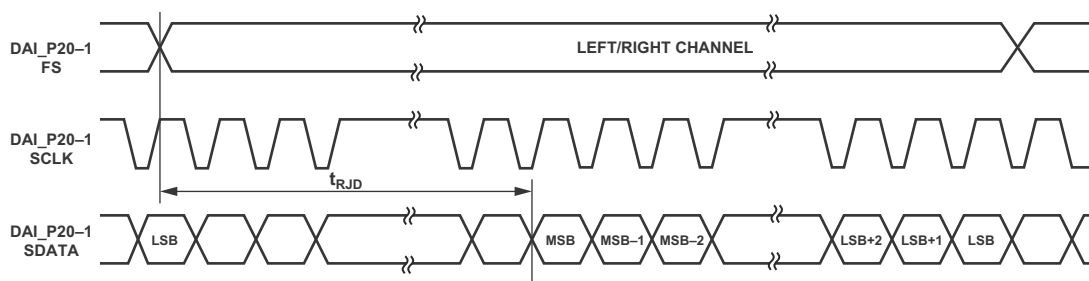 DAI_P20–1
FS
LEFT/RIGHT CHANNEL
DAI_P20–1
SCLK
tRJD
DAI_P20–1
SDATA
LSB
MSB
MSB–1
MSB–2
LSB+2
LSB+1
LSB